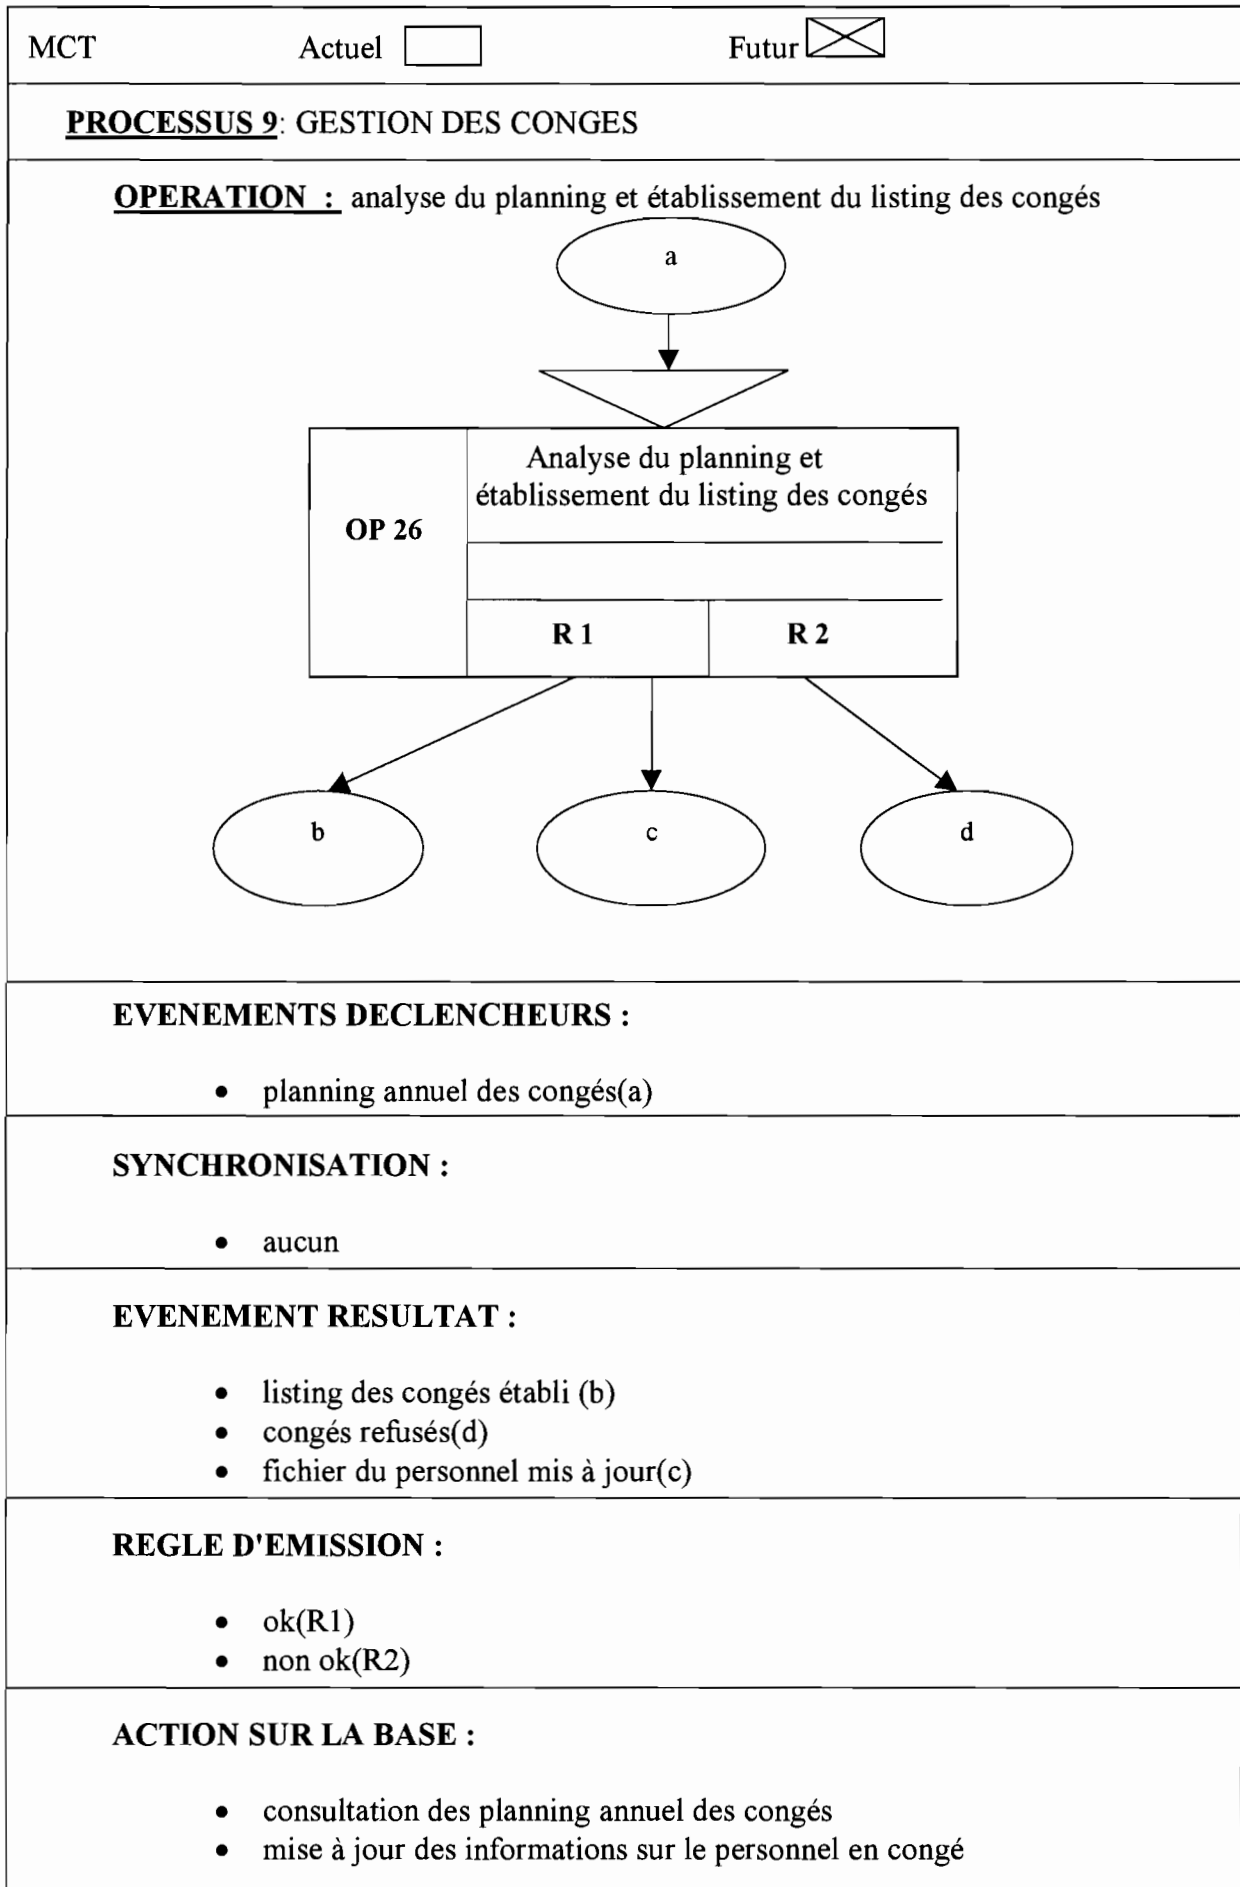 MCT Actuel Futur
PROCESSUS 9: GESTION DES CONGES
OPERATION : analyse du planning et établissement du listing des congés
a
Analyse du planning et
établissement du listing des congés
OP 26
R 1 R 2
b c d
EVENEMENTS DECLENCHEURS :
• planning annuel des congés(a)
SYNCHRONISATION :
• aucun
EVENEMENT RESULTAT :
• listing des congés établi (b)
• congés refusés(d)
• fichier du personnel mis à jour(c)
REGLE D'EMISSION :
• ok(R1)
• non ok(R2)
ACTION SUR LA BASE :
• consultation des planning annuel des congés
• mise à jour des informations sur le personnel en congé